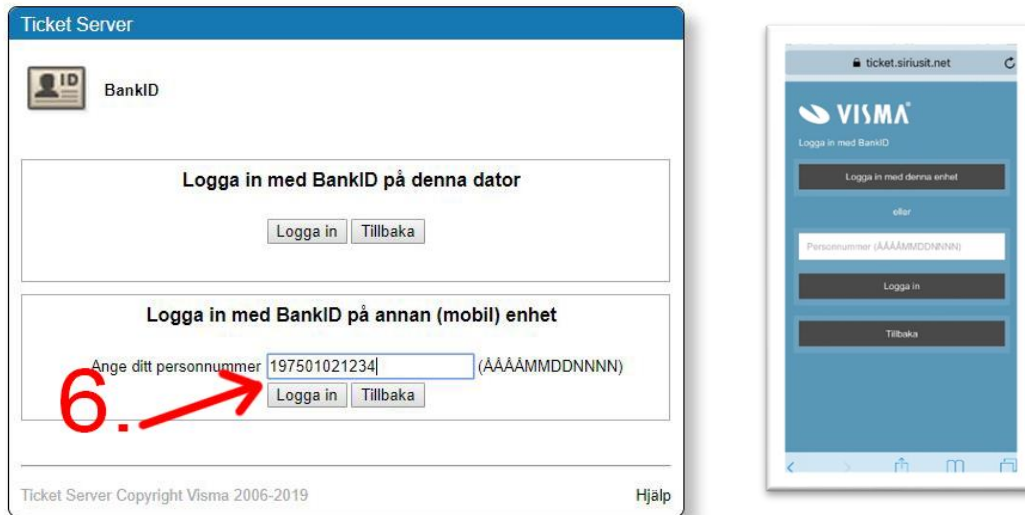 Ticket Server
ID
BankID
Logga in med BankID på denna dator
Logga in Tillbaka
Logga in med BankID på annan (mobil) enhet
Ange ditt personnummer 197501021234 (ÅÅÅÅMMDDNNNN)
Logga in Tillbaka
6.
Ticket Server Copyright Visma 2006-2019 Hjälp
ticket.siriusit.net
VISMA
Logga in med BankID
Logga in med denna enhet
eller
Personnummer (ÅÅÅÅMMDDNNNN)
Logga in
Tillbaka